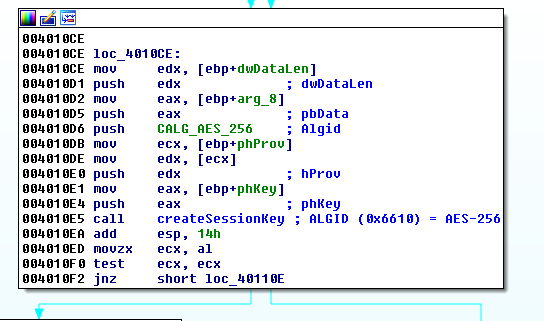 004010CE
004010CE loc_4010CE:
004010CE mov edx, [ebp+dwDataLen]
004010D1 push edx ; dwDataLen
004010D2 mov eax, [ebp+arg_8]
004010D5 push eax ; pbData
004010D6 push CALG_AES_256 ; Algid
004010DB mov ecx, [ebp+phProv]
004010DE mov edx, [ecx]
004010E0 push edx ; hProv
004010E1 mov eax, [ebp+phKey]
004010E4 push eax ; phKey
004010E5 call createSessionKey ; ALGID (0x6610) = AES-256
004010EA add esp, 14h
004010ED movzx ecx, al
004010F0 test ecx, ecx
004010F2 jnz short loc_40110E